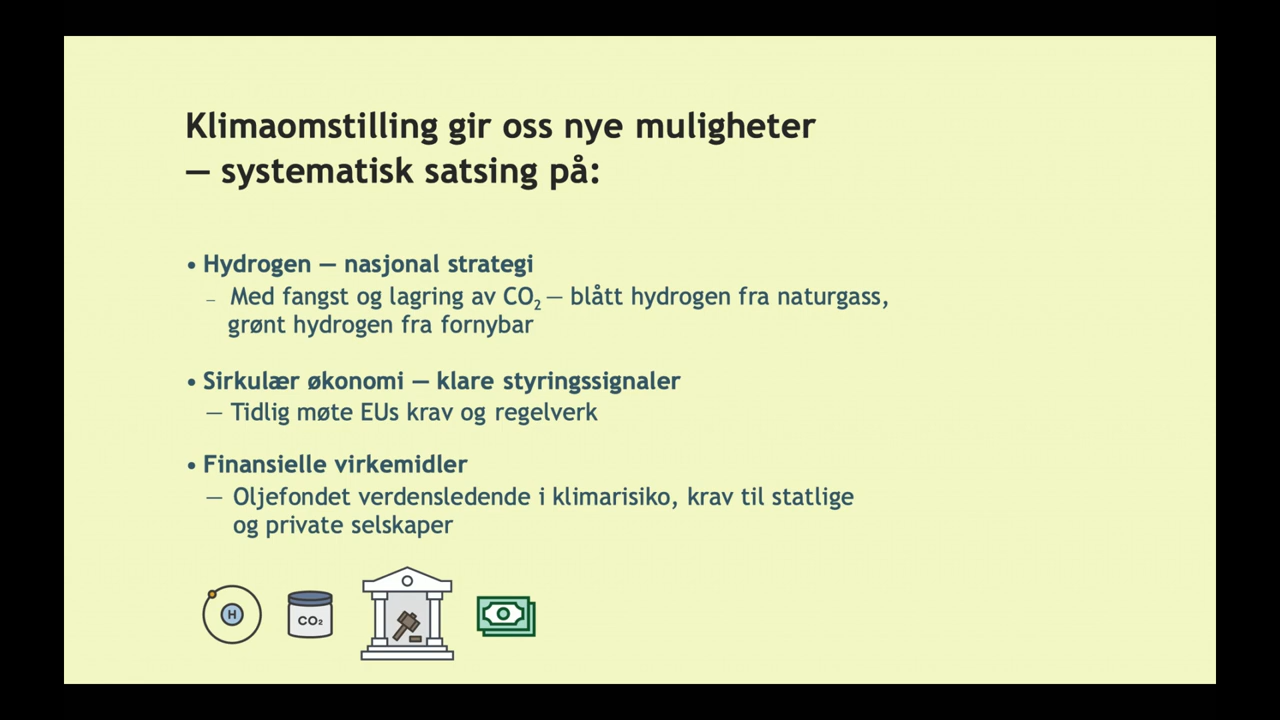 Klimaomstilling gir oss nye muligheter
— systematisk satsing på:
• Hydrogen — nasjonal strategi
– Med fangst og lagring av CO₂ — blått hydrogen fra naturgass,
grønt hydrogen fra fornybar
• Sirkulær økonomi — klare styringssignaler
— Tidlig møte EUs krav og regelverk
• Finansielle virkemidler
— Oljefondet verdensledende i klimarisiko, krav til statlige
og private selskaper
H
CO₂